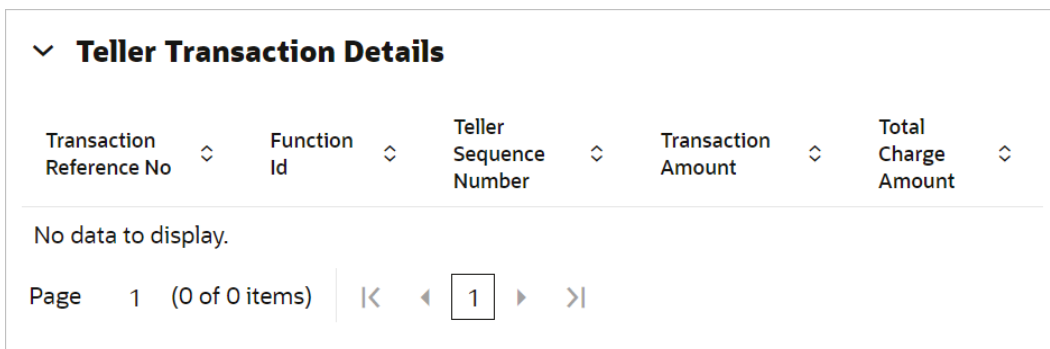 Teller Transaction Details
Transaction Reference No
Function Id
Teller Sequence Number
Transaction Amount
Total Charge Amount
No data to display.
Page 1 (0 of 0 items) 1